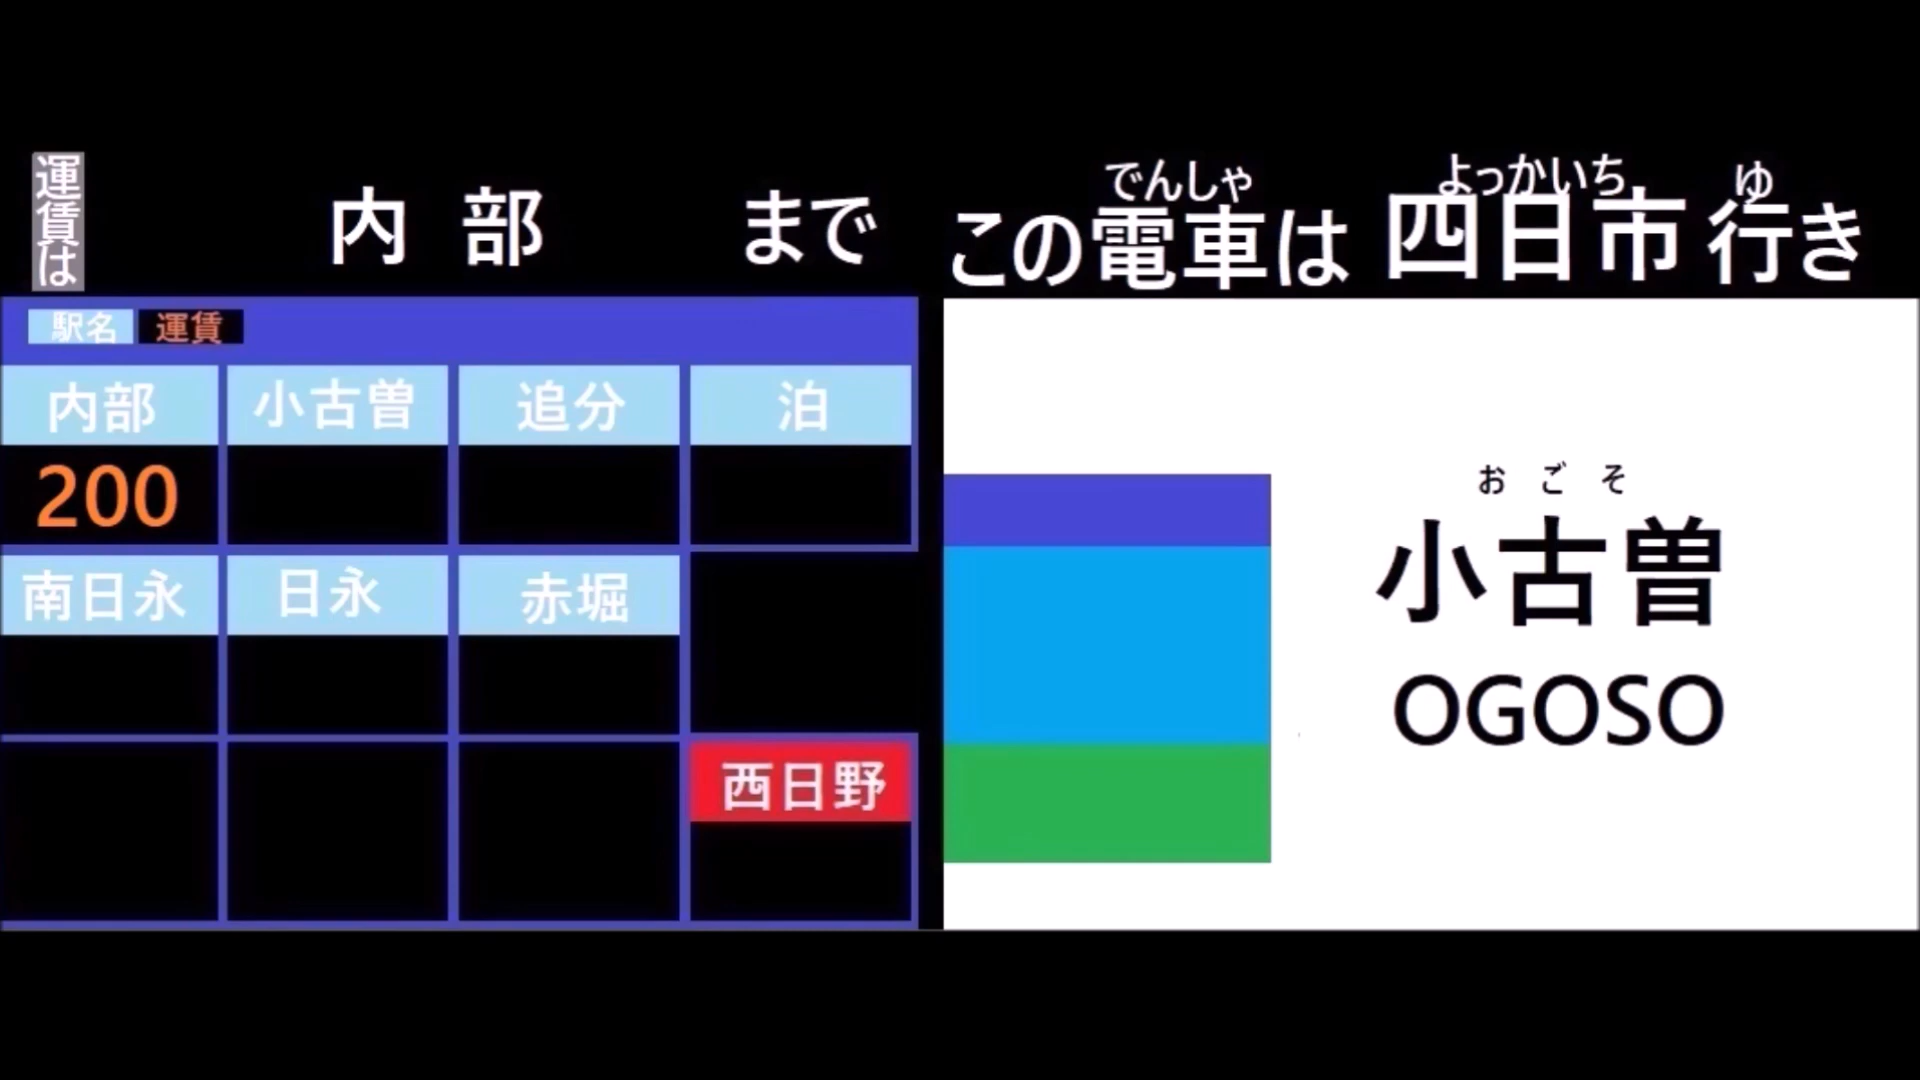 運賃は
内部 まで
駅名 運賃
内部 小古曽 追分 泊
200
南日永 日永 赤堀
西日野
でんしゃ よっかいち ゆ
この電車は 四日市 行き
おごそ
小古曽
OGOSO